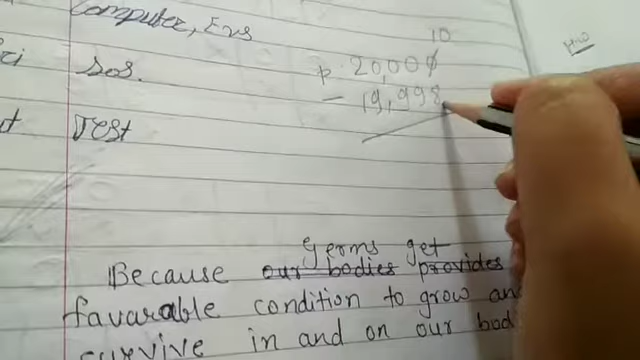 Computer, Evs
10
p. 20,000
Sos.
- 19,998
Test
Germs get
Because our bodies provides
favarable condition to grow an
survive in and on our bod